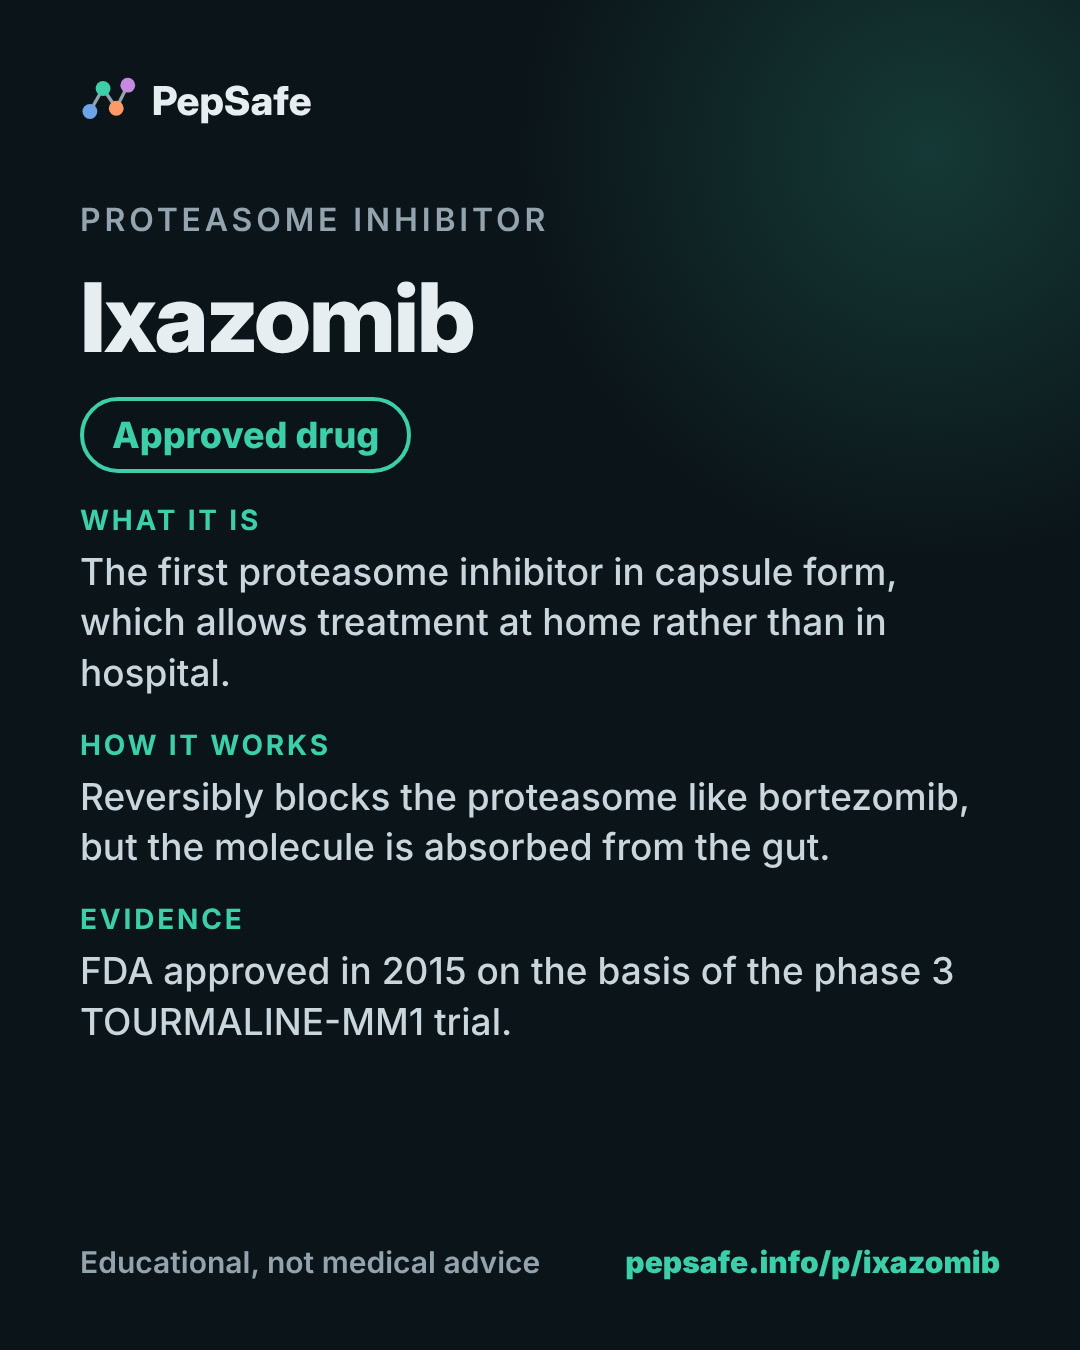 PepSafe
PROTEASOME INHIBITOR
Ixazomib
Approved drug
WHAT IT IS
The first proteasome inhibitor in capsule form,
which allows treatment at home rather than in
hospital.
HOW IT WORKS
Reversibly blocks the proteasome like bortezomib,
but the molecule is absorbed from the gut.
EVIDENCE
FDA approved in 2015 on the basis of the phase 3
TOURMALINE-MM1 trial.
Educational, not medical advice
pepsafe.info/p/ixazomib